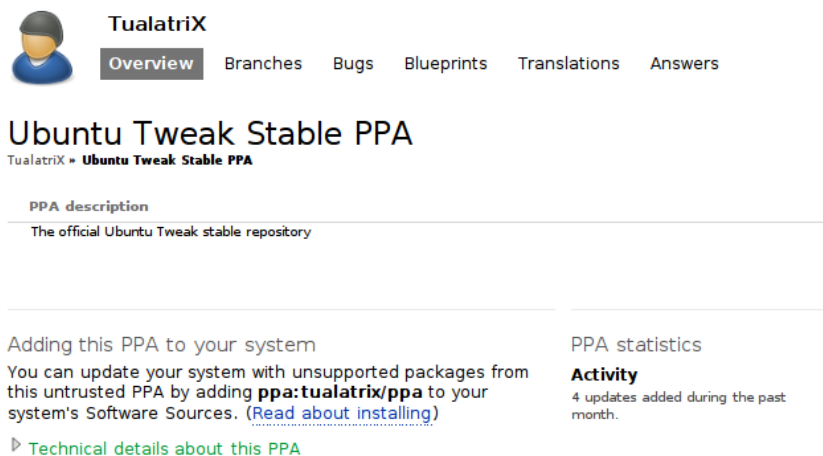 TualatriX
Overview Branches Bugs Blueprints Translations Answers
Ubuntu Tweak Stable PPA
TualatriX » Ubuntu Tweak Stable PPA
PPA description
The official Ubuntu Tweak stable repository
Adding this PPA to your system
You can update your system with unsupported packages from
this untrusted PPA by adding ppa:tualatrix/ppa to your
system's Software Sources. (Read about installing)
Technical details about this PPA
PPA statistics
Activity
4 updates added during the past
month.